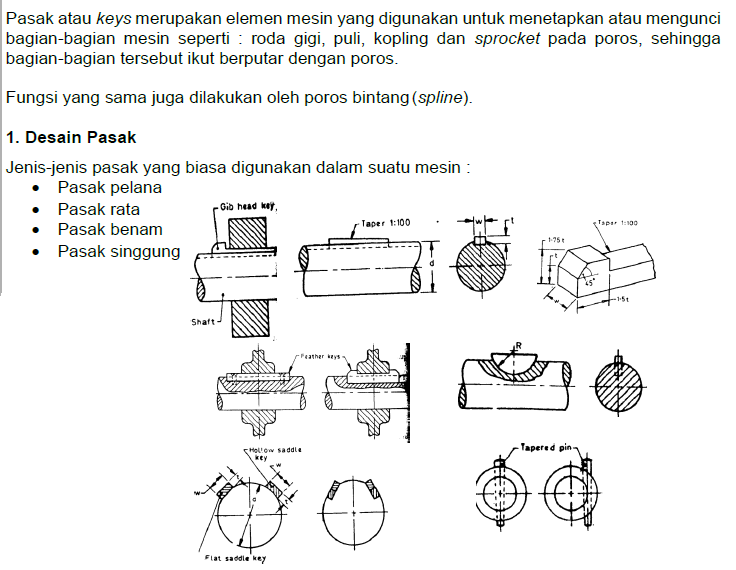 Pasak atau keys merupakan elemen mesin yang digunakan untuk menetapkan atau mengunci
bagian-bagian mesin seperti : roda gigi, puli, kopling dan sprocket pada poros, sehingga
bagian-bagian tersebut ikut berputar dengan poros.
Fungsi yang sama juga dilakukan oleh poros bintang (spline).
1. Desain Pasak
Jenis-jenis pasak yang biasa digunakan dalam suatu mesin :
• Pasak pelana
• Pasak rata
• Pasak benam
• Pasak singgung
Gib head key,
Shaft
Taper 1:100
d
w
t
Taper 1:100
1·75 t
t
45°
w
1·5 t
Feather keys
R
Hollow saddle
key
w
w
t
d
Flat saddle key
Tapered pin